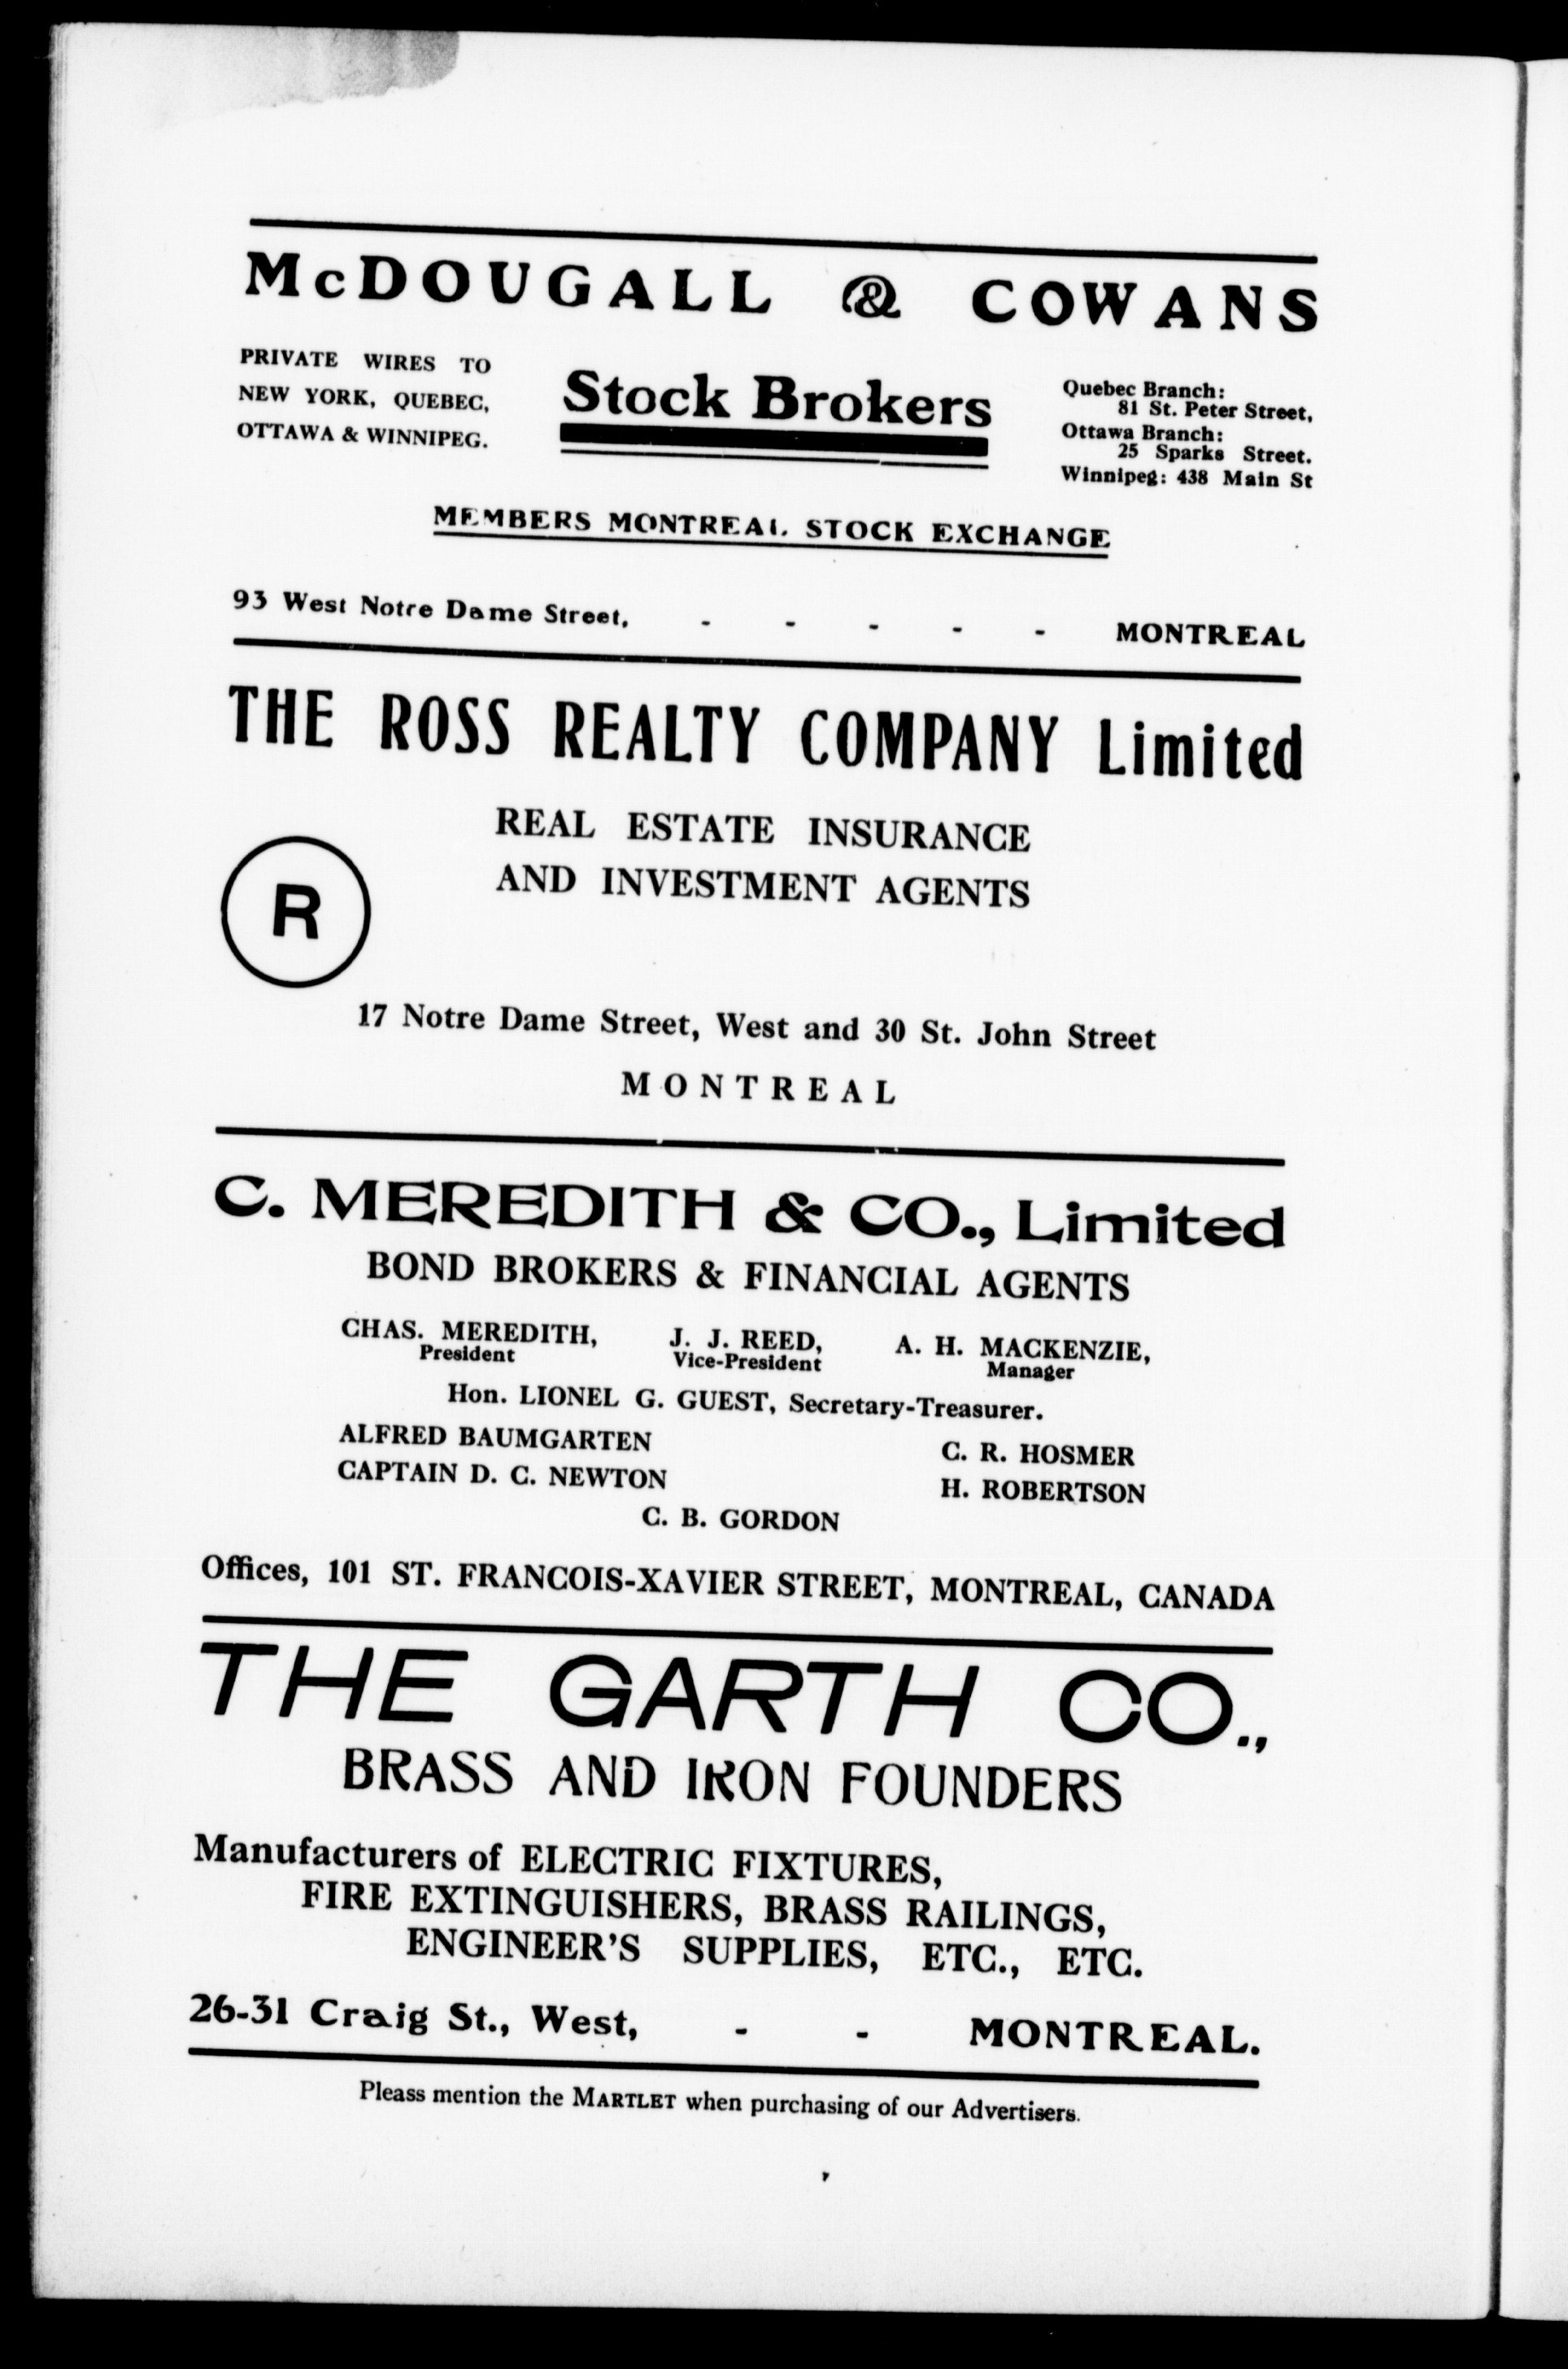 McDOUGALL & COWANS
PRIVATE WIRES TO
NEW YORK, QUEBEC,
OTTAWA & WINNIPEG.
Stock Brokers
Quebec Branch:
81 St. Peter Street,
Ottawa Branch:
25 Sparks Street.
Winnipeg: 438 Main St
MEMBERS MONTREAL STOCK EXCHANGE
93 West Notre Dame Street, - - - - - MONTREAL
THE ROSS REALTY COMPANY Limited
REAL ESTATE INSURANCE
AND INVESTMENT AGENTS
R
17 Notre Dame Street, West and 30 St. John Street
MONTREAL
C. MEREDITH & CO., Limited
BOND BROKERS & FINANCIAL AGENTS
CHAS. MEREDITH, J. J. REED, A. H. MACKENZIE,
President Vice-President Manager
Hon. LIONEL G. GUEST, Secretary-Treasurer.
ALFRED BAUMGARTEN C. R. HOSMER
CAPTAIN D. C. NEWTON H. ROBERTSON
C. B. GORDON
Offices, 101 ST. FRANCOIS-XAVIER STREET, MONTREAL, CANADA
THE GARTH CO.,
BRASS AND IRON FOUNDERS
Manufacturers of ELECTRIC FIXTURES,
FIRE EXTINGUISHERS, BRASS RAILINGS,
ENGINEER'S SUPPLIES, ETC., ETC.
26-31 Craig St., West, - - MONTREAL.
Pleass mention the MARTLET when purchasing of our Advertisers.